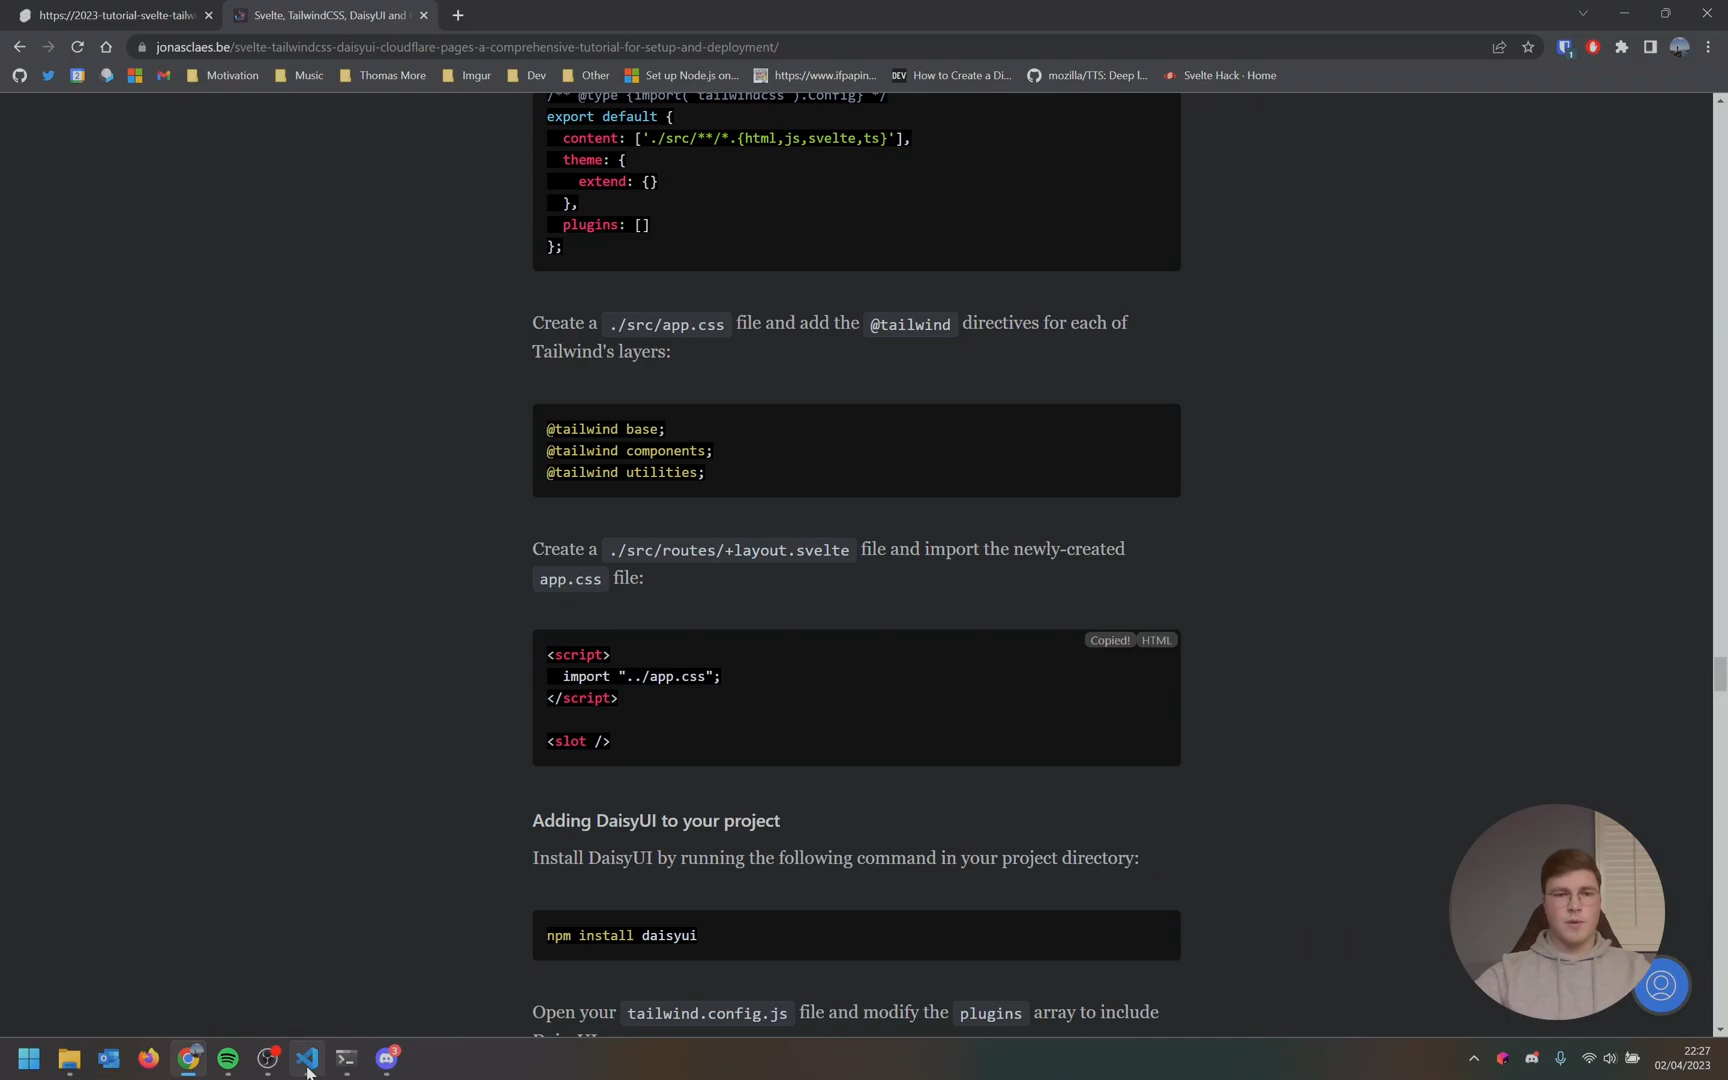 https://2023-tutorial-svelte-tailw
Svelte, TailwindCSS, DaisyUI and
jonasclaes.be/svelte-tailwindcss-daisyui-cloudflare-pages-a-comprehensive-tutorial-for-setup-and-deployment/
Motivation
Music
Thomas More
Imgur
Dev
Other
Set up Node.js on...
https://www.ifpapin...
DEV
How to Create a Di...
mozilla/TTS: Deep l...
Svelte Hack · Home
/** @type {import('tailwindcss').Config} */
export default {
content: ['./src/**/*.{html,js,svelte,ts}'],
theme: {
extend: {}
},
plugins: []
};
Create a ./src/app.css file and add the @tailwind directives for each of
Tailwind's layers:
@tailwind base;
@tailwind components;
@tailwind utilities;
Create a ./src/routes/+layout.svelte file and import the newly-created
app.css file:
Copied! HTML
<script>
import "../app.css";
</script>
<slot />
Adding DaisyUI to your project
Install DaisyUI by running the following command in your project directory:
npm install daisyui
Open your tailwind.config.js file and modify the plugins array to include
22:27
02/04/2023